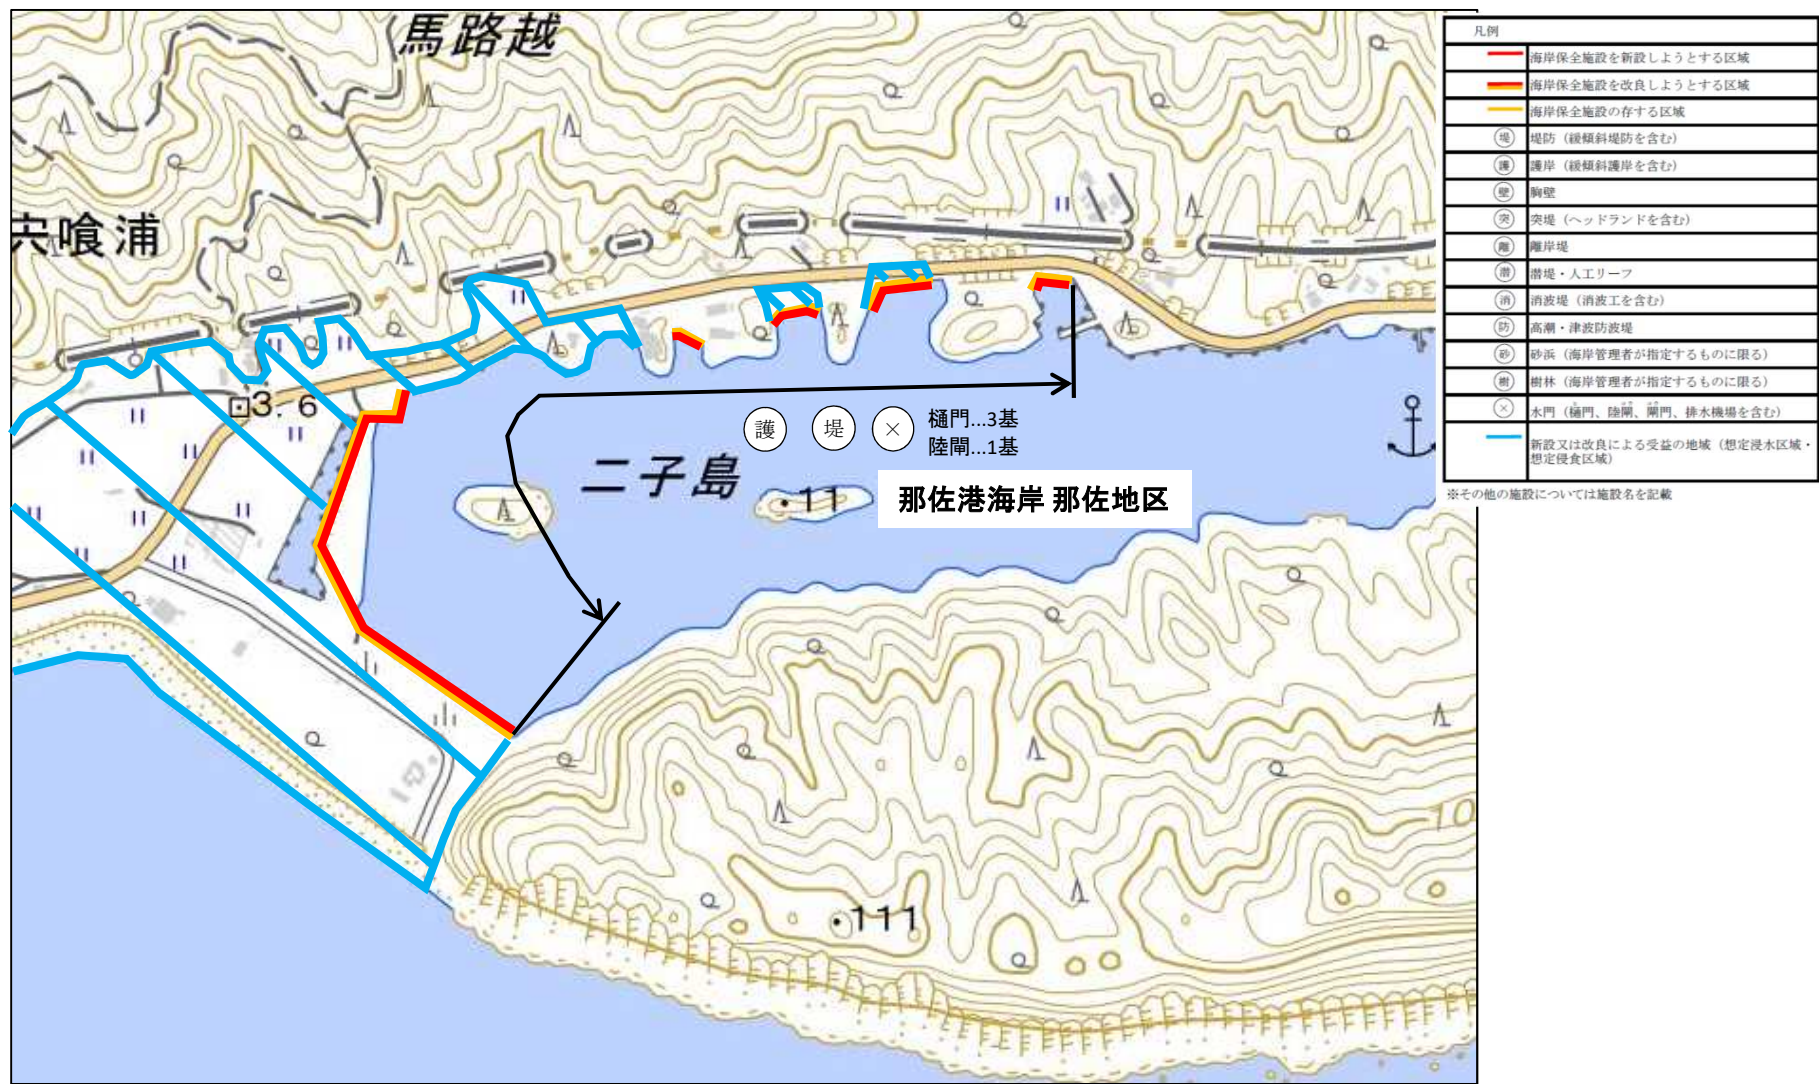 馬路越
宍喰浦
3.6
護 堤 × 樋門…3基
陸閘…1基
二子島
11
那佐港海岸 那佐地区
111
10
凡例
海岸保全施設を新設しようとする区域
海岸保全施設を改良しようとする区域
海岸保全施設の存する区域
堤 堤防（緩傾斜堤防を含む）
護 護岸（緩傾斜護岸を含む）
壁 胸壁
突 突堤（ヘッドランドを含む）
離 離岸堤
潜 潜堤・人工リーフ
消 消波堤（消波工を含む）
防 高潮・津波防波堤
砂 砂浜（海岸管理者が指定するものに限る）
樹 樹林（海岸管理者が指定するものに限る）
× 水門（樋門、陸閘、閘門、排水機場を含む）
新設又は改良による受益の地域（想定浸水区域・
想定侵食区域）
※その他の施設については施設名を記載